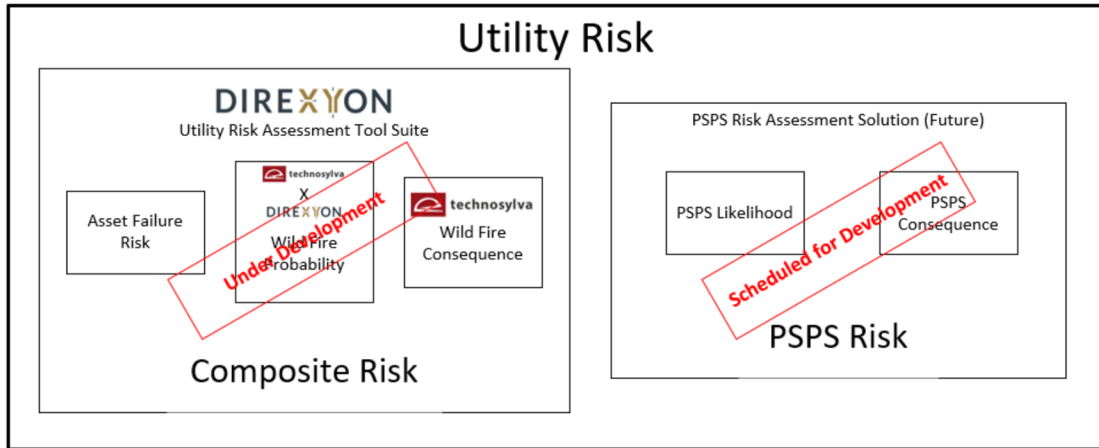 Utility Risk
DIREXYON
Utility Risk Assessment Tool Suite
Asset Failure
Risk
technosylva
X
DIREXYON
Wild Fire
Probability
technosylva
Wild Fire
Consequence
Under Development
Composite Risk
PSPS Risk Assessment Solution (Future)
PSPS Likelihood
PSPS
Consequence
Scheduled for Development
PSPS Risk